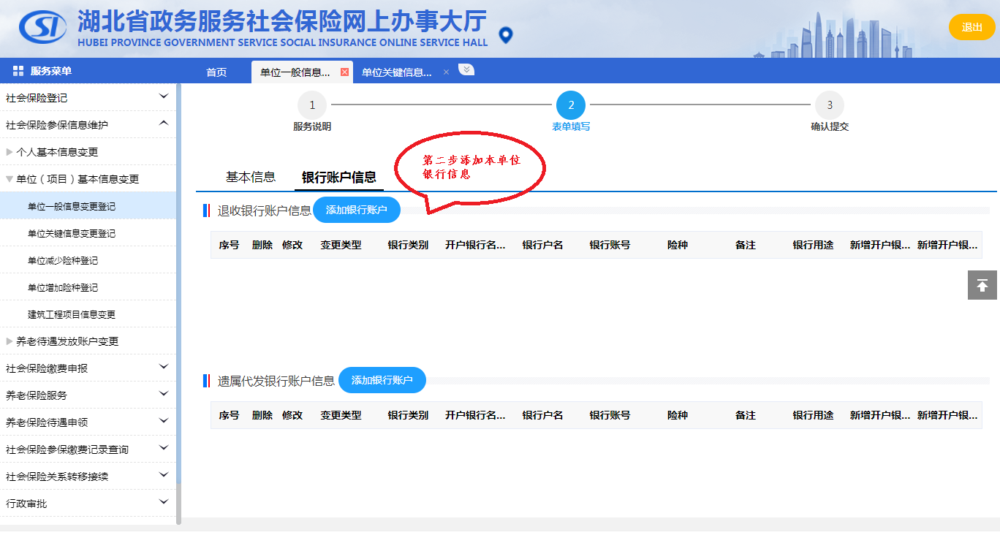 SI
湖北省政务服务社会保险网上办事大厅
HUBEI PROVINCE GOVERNMENT SERVICE SOCIAL INSURANCE ONLINE SERVICE HALL
退出
服务菜单
首页
单位一般信息...
单位关键信息...
社会保险登记
社会保险参保信息维护
个人基本信息变更
单位（项目）基本信息变更
单位一般信息变更登记
单位关键信息变更登记
单位减少险种登记
单位增加险种登记
建筑工程项目信息变更
养老待遇发放账户变更
社会保险缴费申报
养老保险服务
养老保险待遇申领
社会保险参保缴费记录查询
社会保险关系转移接续
行政审批
1 2 3
服务说明 表单填写 确认提交
第二步添加本单位
银行信息
基本信息 银行账户信息
退收银行账户信息 添加银行账户
序号 删除 修改 变更类型 银行类别 开户银行名... 银行户名 银行账号 险种 备注 银行用途 新增开户银... 新增开户银...
遗属代发银行账户信息 添加银行账户
序号 删除 修改 变更类型 银行类别 开户银行名... 银行户名 银行账号 险种 备注 银行用途 新增开户银... 新增开户银...